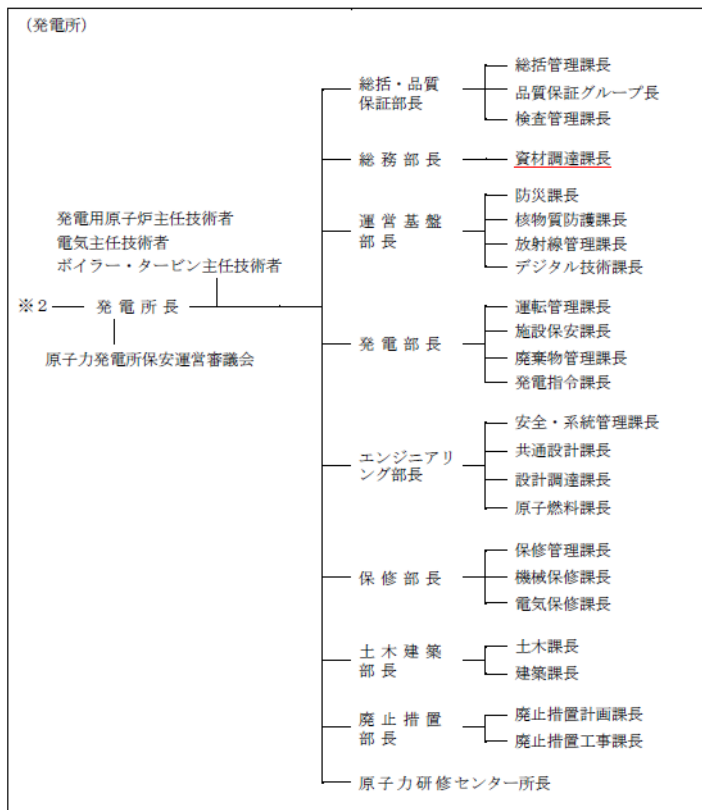 (発電所)
総括・品質
保証部長
総括管理課長
品質保証グループ長
検査管理課長
総務部長
資材調達課長
発電用原子炉主任技術者
電気主任技術者
ボイラー・タービン主任技術者
※2
発電所長
原子力発電所保安運営審議会
運営基盤
部長
防災課長
核物質防護課長
放射線管理課長
デジタル技術課長
発電部長
運転管理課長
施設保安課長
廃棄物管理課長
発電指令課長
エンジニアリ
ング部長
安全・系統管理課長
共通設計課長
設計調達課長
原子燃料課長
保修部長
保修管理課長
機械保修課長
電気保修課長
土木建築
部長
土木課長
建築課長
廃止措置
部長
廃止措置計画課長
廃止措置工事課長
原子力研修センター所長